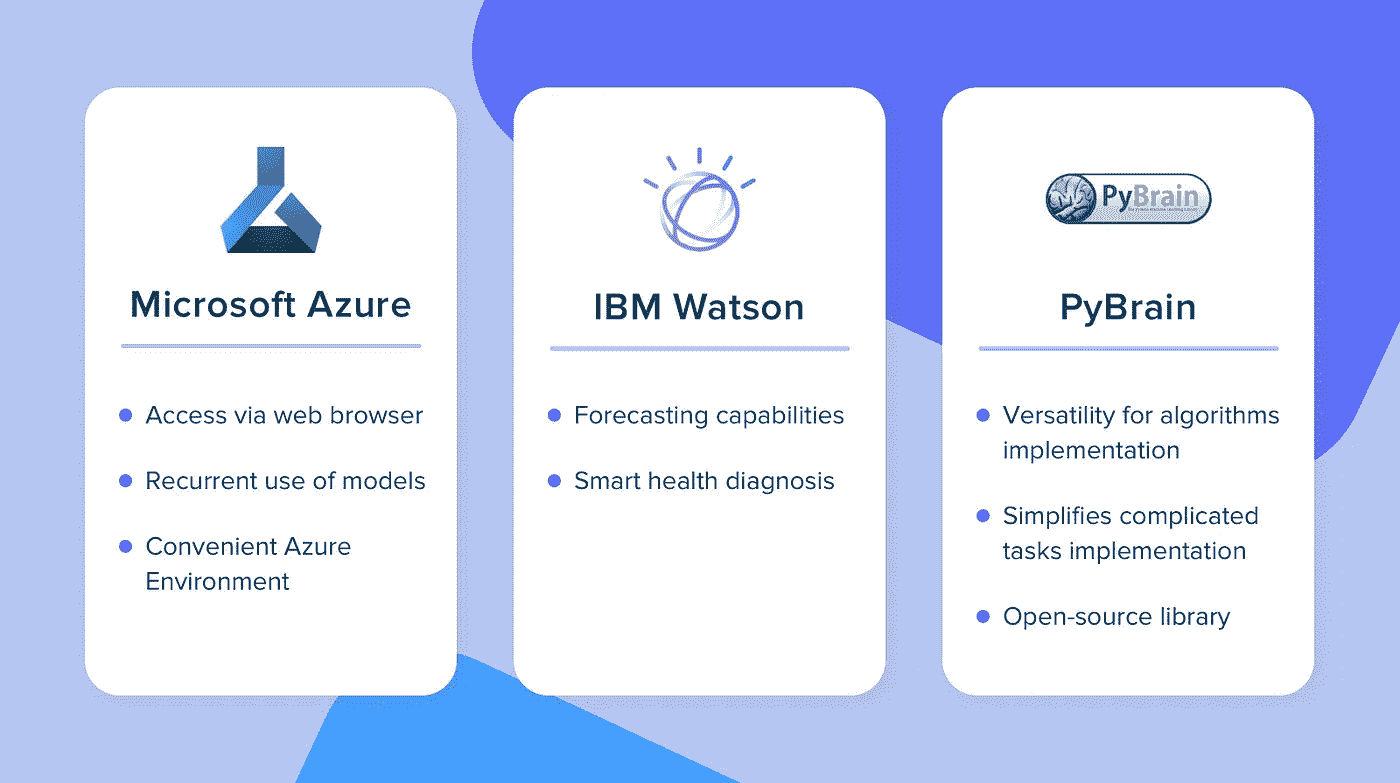 Microsoft Azure
Access via web browser
Recurrent use of models
Convenient Azure
Environment
IBM Watson
Forecasting capabilities
Smart health diagnosis
PyBrain
PyBrain
Versatility for algorithms
implementation
Simplifies complicated
tasks implementation
Open-source library